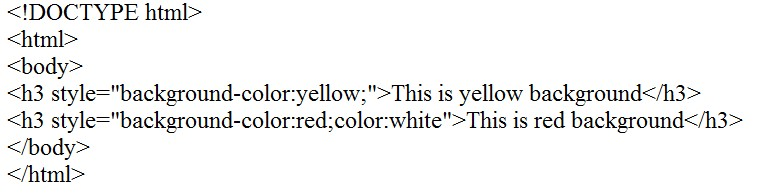 <!DOCTYPE html>
<html>
<body>
<h3 style="background-color:yellow;">This is yellow background</h3>
<h3 style="background-color:red;color:white">This is red background</h3>
</body>
</html>